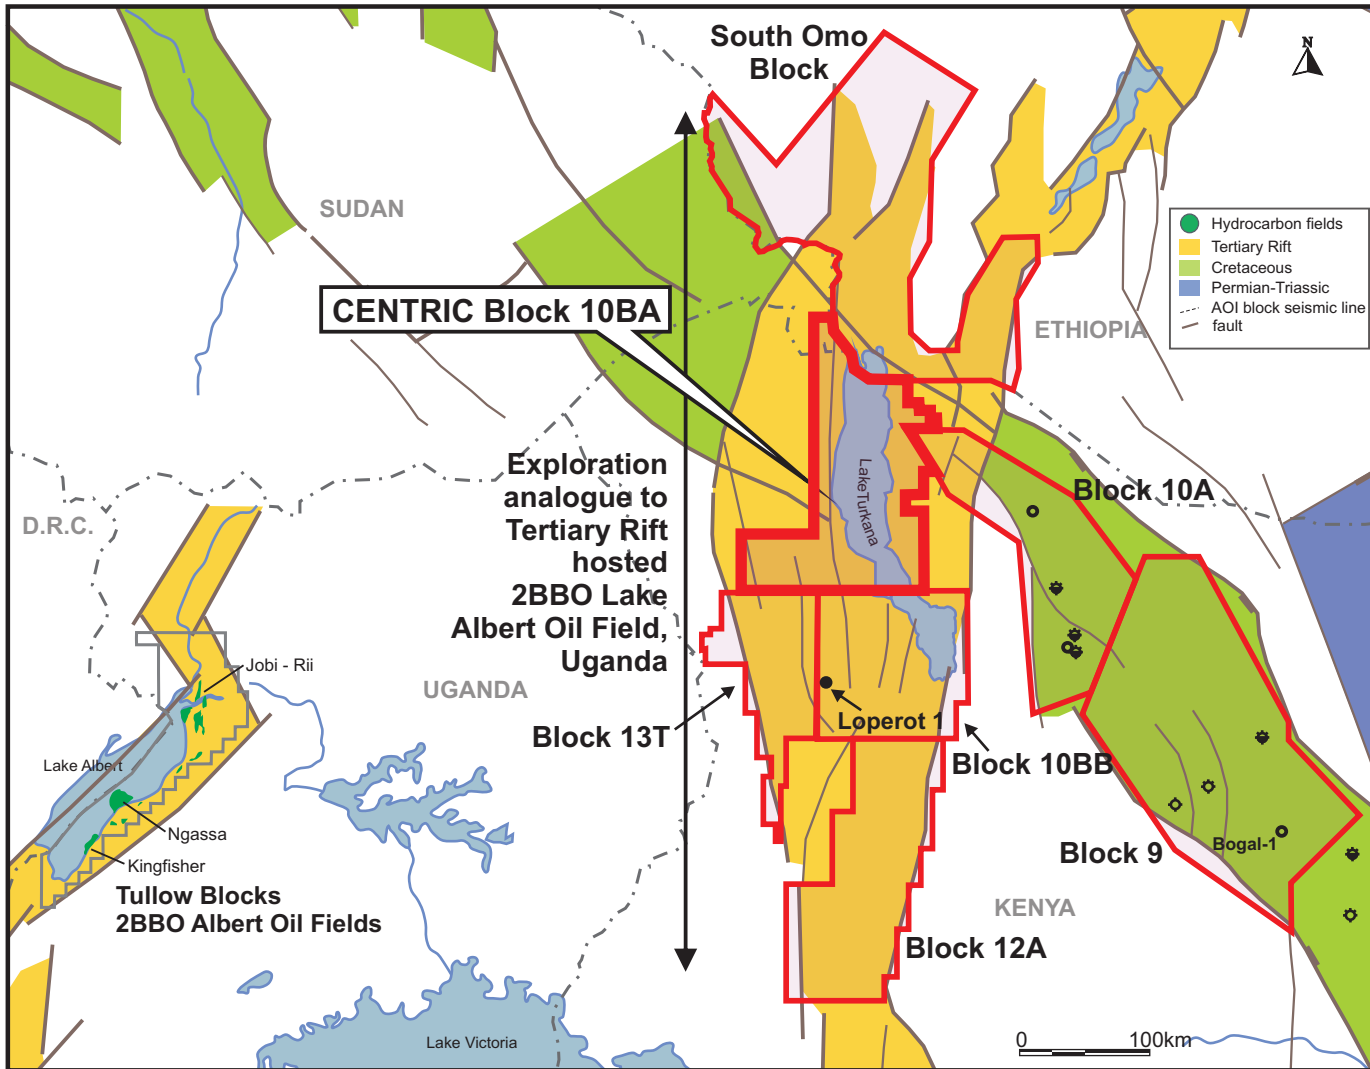 South Omo
Block
N
SUDAN
Hydrocarbon fields
Tertiary Rift
Cretaceous
Permian-Triassic
AOI block seismic line
fault
CENTRIC Block 10BA
ETHIOPIA
Exploration
analogue to
Tertiary Rift
hosted
2BBO Lake
Albert Oil Field,
Uganda
Lake Turkana
Block 10A
D.R.C.
Jobi - Rii
UGANDA
Loperot 1
Block 13T
Block 10BB
Lake Albert
Ngassa
Kingfisher
Bogal-1
Block 9
Tullow Blocks
2BBO Albert Oil Fields
KENYA
Block 12A
Lake Victoria
0 100km